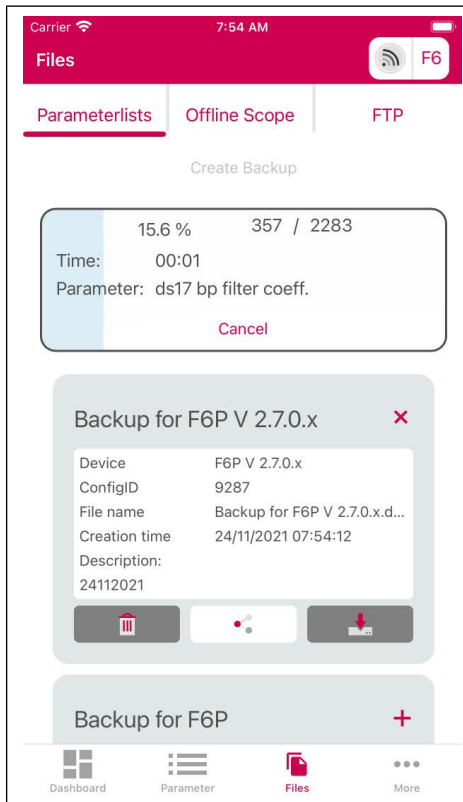 Carrier 7:54 AM
Files F6
Parameterlists Offline Scope FTP
Create Backup
15.6 % 357 / 2283
Time: 00:01
Parameter: ds17 bp filter coeff.
Cancel
Backup for F6P V 2.7.0.x
Device F6P V 2.7.0.x
ConfigID 9287
File name Backup for F6P V 2.7.0.x.d...
Creation time 24/11/2021 07:54:12
Description:
24112021
Backup for F6P
Dashboard Parameter Files More